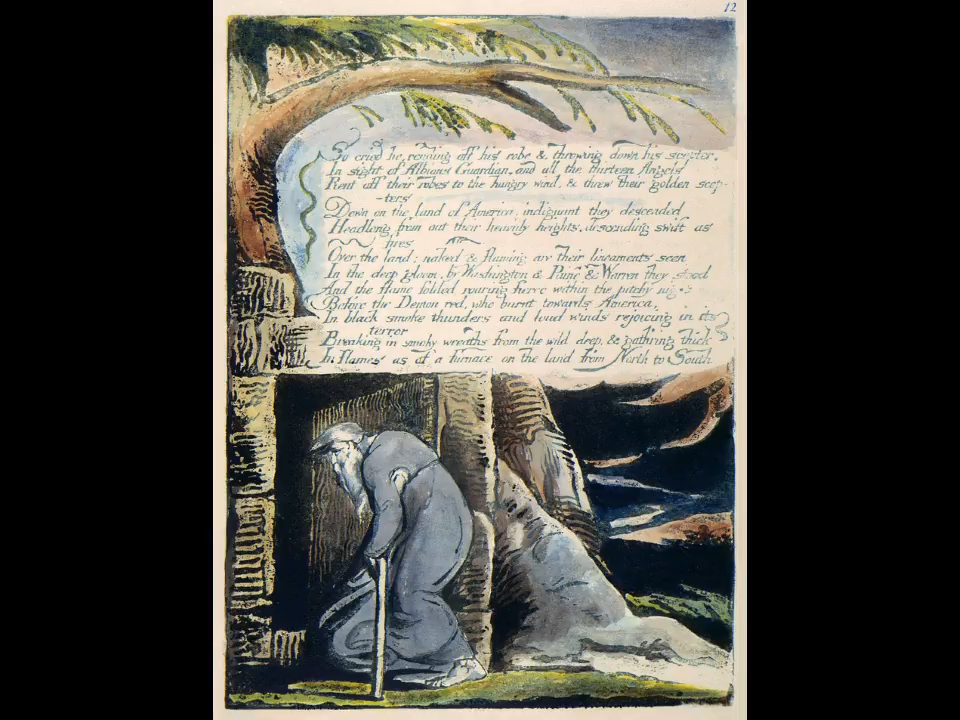 12
So cried he, rending off his robe & throwing down his scepter.
In sight of Albions Guardian, and all the thirteen Angels
Rent off their robes to the hungry wind, & threw their golden scep-
-ters
Down on the land of America. indignant they descended
Headlong from out their heavenly heights, descending swift as
fires
Over the land; naked & flaming are their lineaments seen
In the deep gloom, by Washington & Paine & Warren they stood
And the flame folded roaring fierce within the pitchy night
Before the Demon red, who burnt towards America,
In black smoke thunders and loud winds rejoicing in its
terror
Breaking in smoky wreaths from the wild deep, & gath'ring thick
In flames as of a furnace on the land from North to South